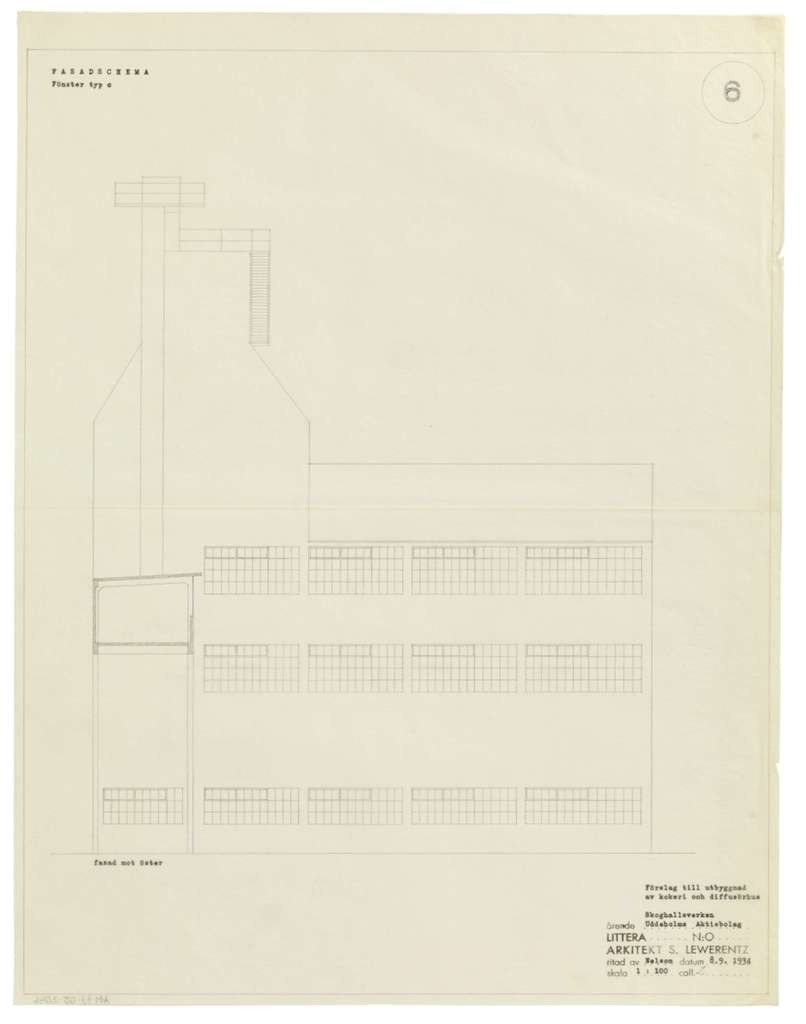 FASADSCHEMA
Fönster typ c
6
fasad mot öster
Förslag till utbyggnad
av kokeri och diffusörhus
Skoghallsverken
ärende Uddeholms Aktiebolag
LITTERA ...... N:O .....
ARKITEKT S. LEWERENTZ
ritad av Nelson datum 8.9. 1934
skala 1 : 100 coll.